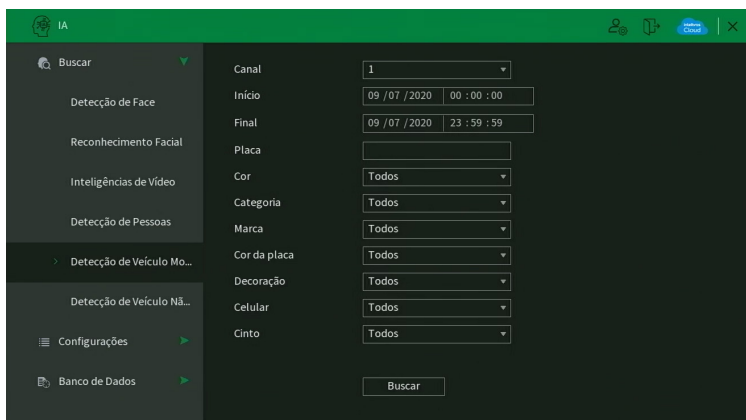 IA
intelbras
Cloud
Buscar
Detecção de Face
Reconhecimento Facial
Inteligências de Vídeo
Detecção de Pessoas
Detecção de Veículo Mo...
Detecção de Veículo Nã...
Configurações
Banco de Dados
Canal 1
Início 09 /07 /2020 00 : 00 : 00
Final 09 /07 /2020 23 : 59 : 59
Placa
Cor Todos
Categoria Todos
Marca Todos
Cor da placa Todos
Decoração Todos
Celular Todos
Cinto Todos
Buscar